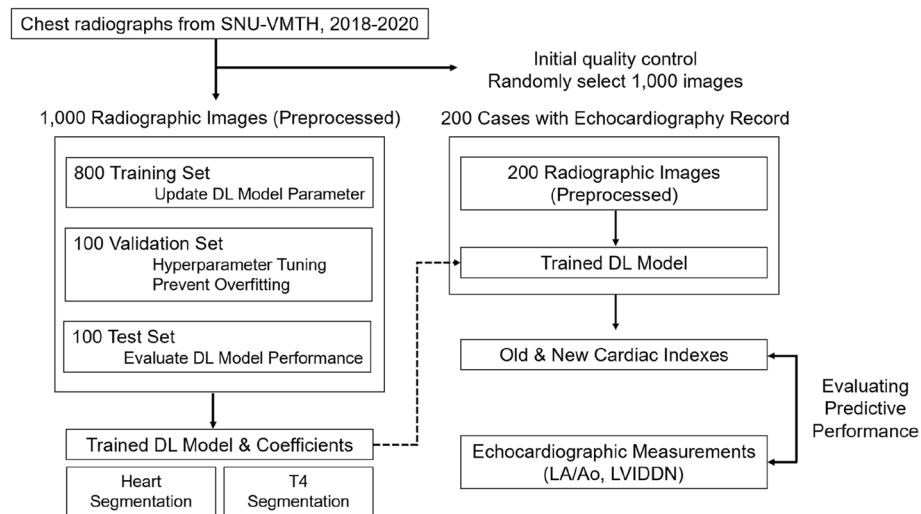 Chest radiographs from SNU-VMTH, 2018-2020
Initial quality control
Randomly select 1,000 images
1,000 Radiographic Images (Preprocessed)
800 Training Set
Update DL Model Parameter
100 Validation Set
Hyperparameter Tuning
Prevent Overfitting
100 Test Set
Evaluate DL Model Performance
Trained DL Model & Coefficients
Heart
Segmentation
T4
Segmentation
200 Cases with Echocardiography Record
200 Radiographic Images
(Preprocessed)
Trained DL Model
Old & New Cardiac Indexes
Echocardiographic Measurements
(LA/Ao, LVIDDN)
Evaluating
Predictive
Performance